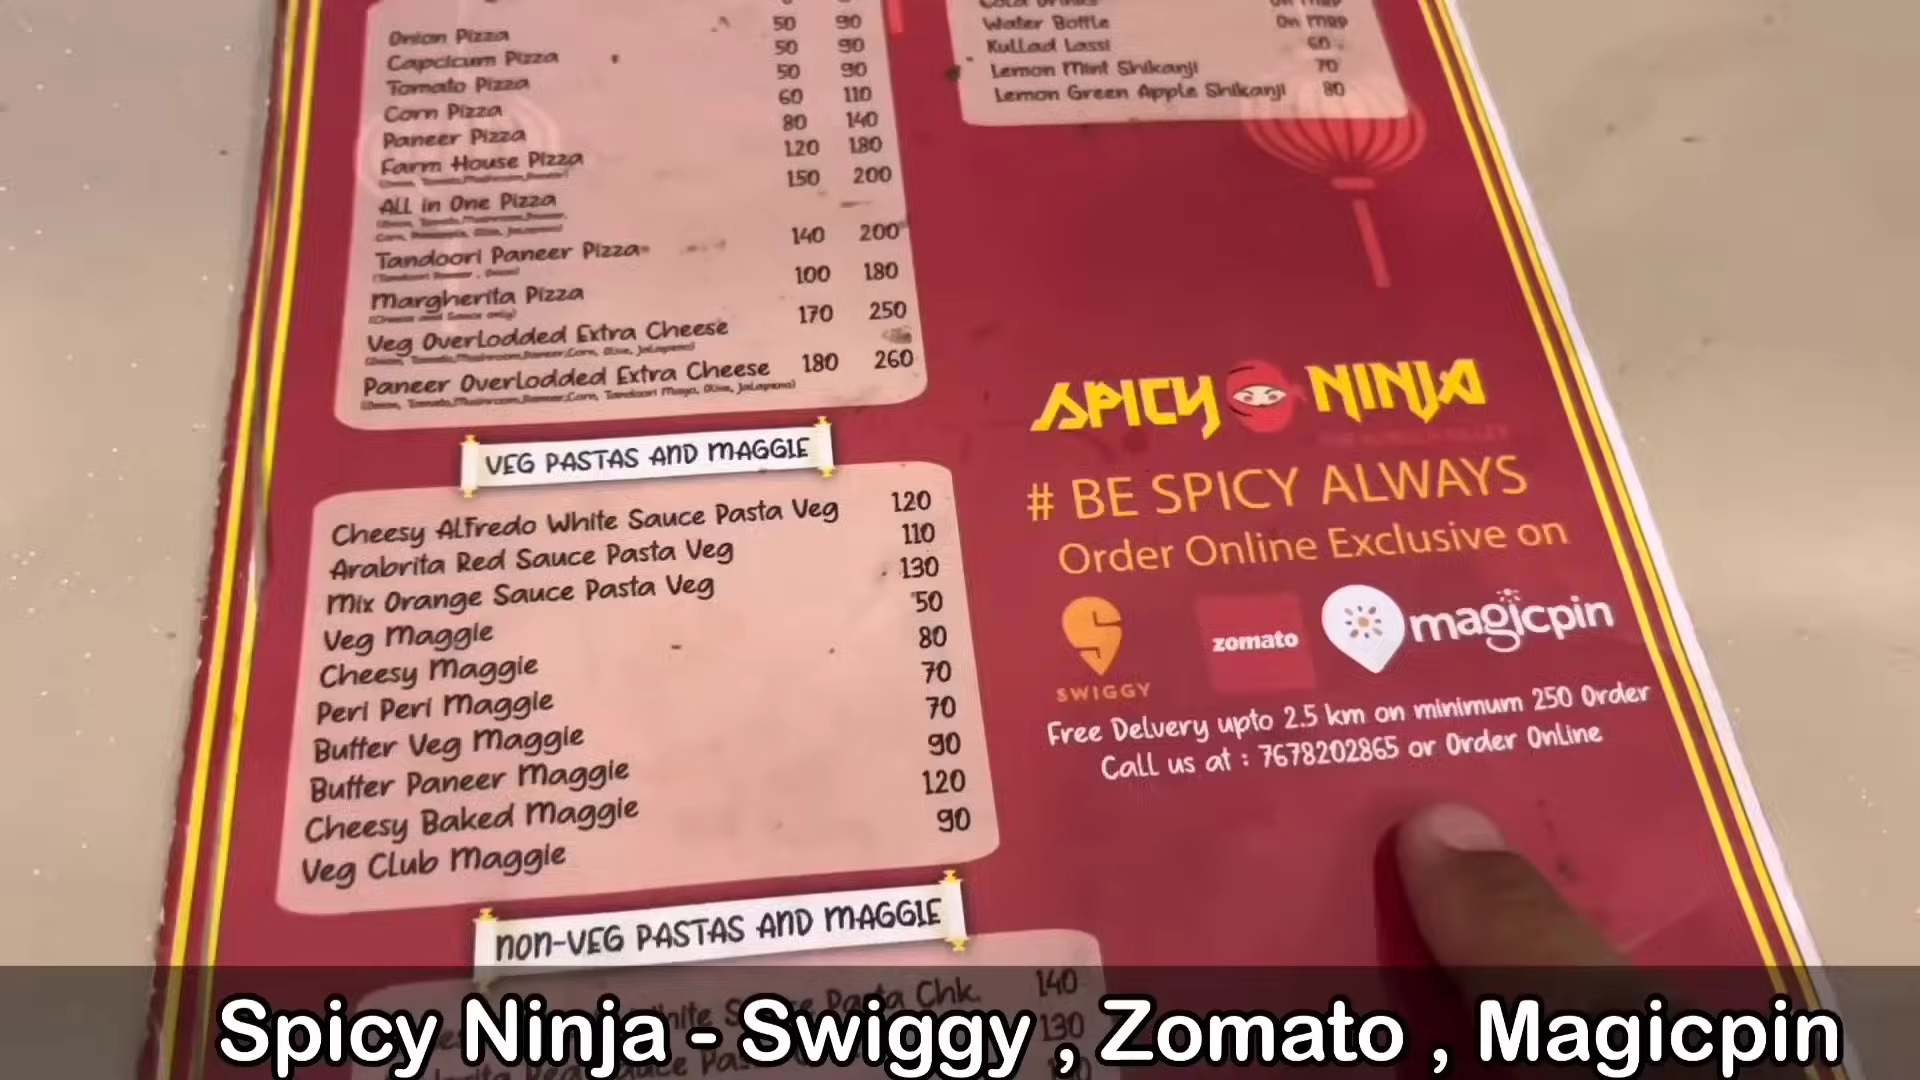 Onion Pizza 50 90
Capcicum Pizza 50 90
Tomato Pizza 50 90
Corn Pizza 60 110
Paneer Pizza 80 140
Farm House Pizza 120 180
ALL in One Pizza 150 200
Tandoori Paneer Pizza 140 200
Margherita Pizza 100 180
(Cheese and Sauce only)
Veg Overlodded Extra Cheese 170 250
Paneer Overlodded Extra Cheese 180 260
VEG PASTAS AND MAGGIE
Cheesy Alfredo White Sauce Pasta Veg 120
Arabrita Red Sauce Pasta Veg 110
Mix Orange Sauce Pasta Veg 130
Veg Maggie 50
Cheesy Maggie 80
Peri Peri Maggie 70
Butter Veg Maggie 70
Butter Paneer Maggie 90
Cheesy Baked Maggie 120
Veg Club Maggie 90
NON-VEG PASTAS AND MAGGIE
140
130
Water Bottle On MRP
Kullad Lassi 60
Lemon Mint Shikanji 70
Lemon Green Apple Shikanji 80
SPICY NINJA
# BE SPICY ALWAYS
Order Online Exclusive on
SWIGGY zomato magicpin
Free Delvery upto 2.5 km on minimum 250 Order
Call us at : 7678202865 or Order Online
Spicy Ninja - Swiggy , Zomato , Magicpin